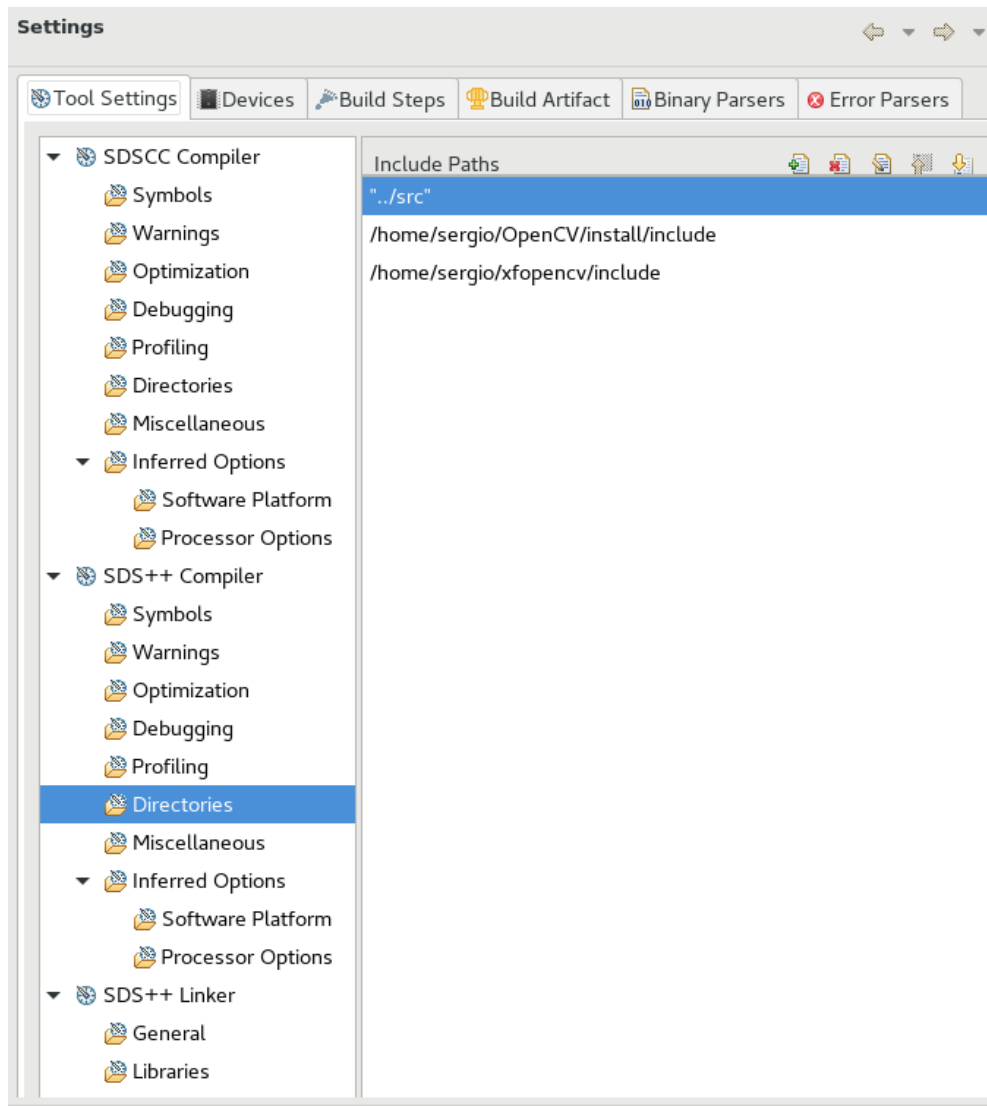 Settings
Tool Settings Devices Build Steps Build Artifact Binary Parsers Error Parsers
SDSCC Compiler
Symbols
Warnings
Optimization
Debugging
Profiling
Directories
Miscellaneous
Inferred Options
Software Platform
Processor Options
SDS++ Compiler
Symbols
Warnings
Optimization
Debugging
Profiling
Directories
Miscellaneous
Inferred Options
Software Platform
Processor Options
SDS++ Linker
General
Libraries
Include Paths
"../src"
/home/sergio/OpenCV/install/include
/home/sergio/xfopencv/include